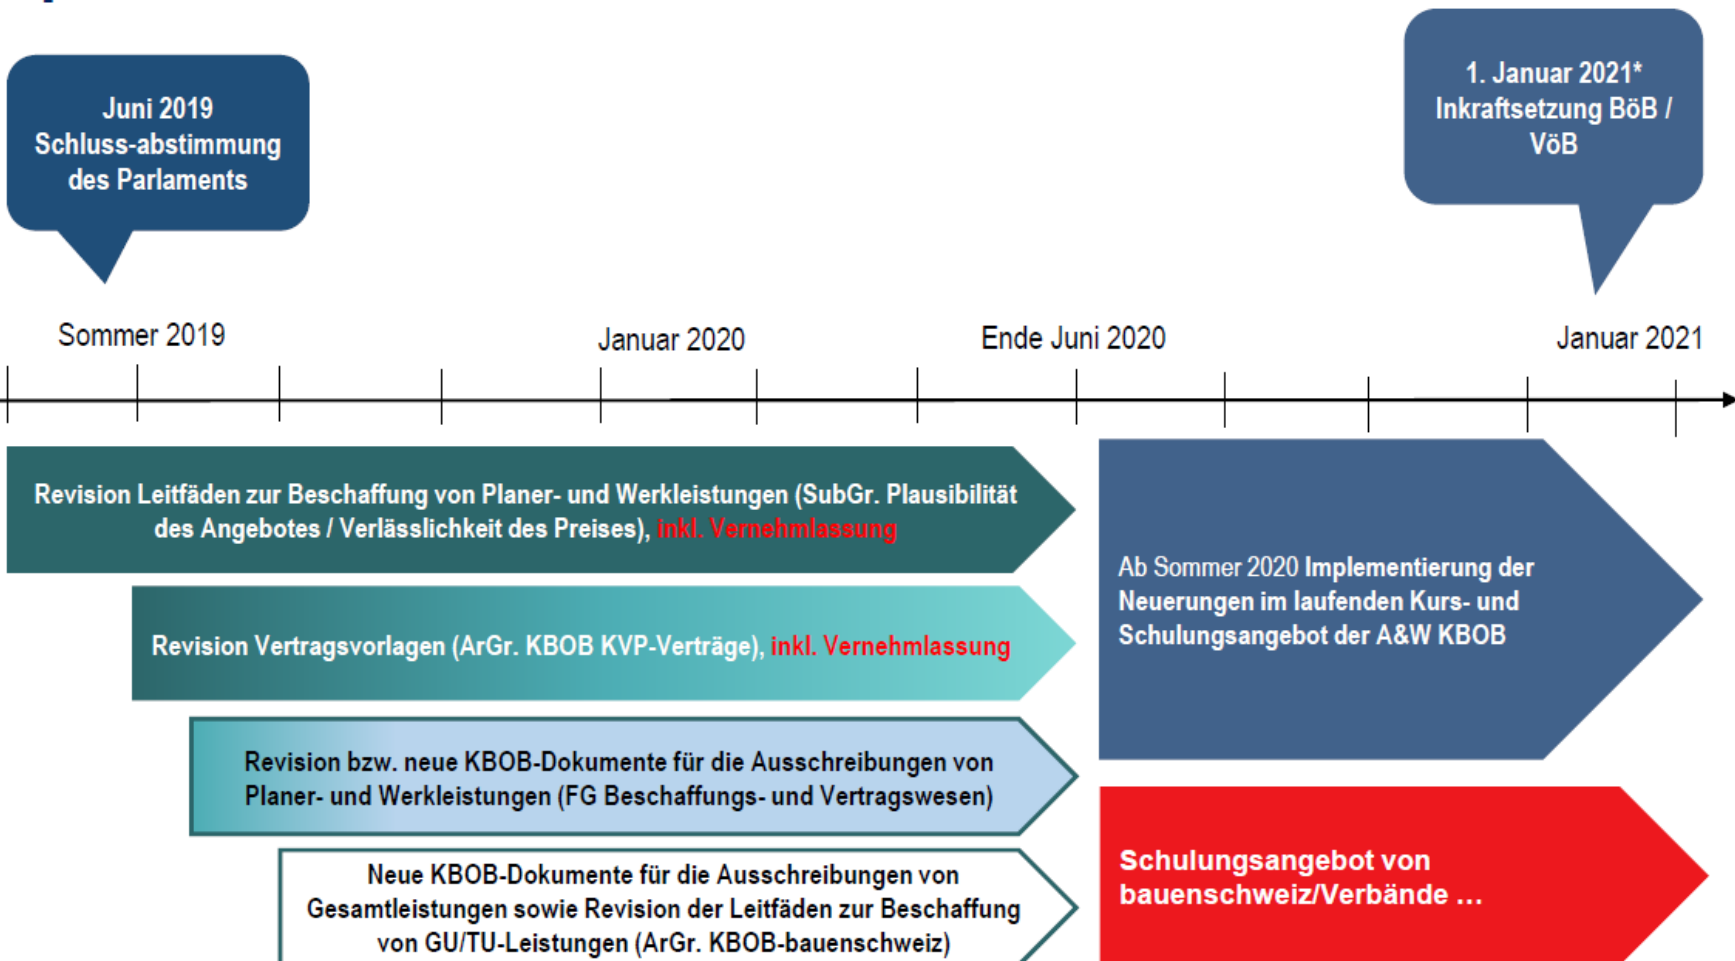 Juni 2019
Schluss-abstimmung
des Parlaments
1. Januar 2021*
Inkraftsetzung BöB /
VöB
Sommer 2019
Januar 2020
Ende Juni 2020
Januar 2021
Revision Leitfäden zur Beschaffung von Planer- und Werkleistungen (SubGr. Plausibilität
des Angebotes / Verlässlichkeit des Preises), inkl. Vernehmlassung
Revision Vertragsvorlagen (ArGr. KBOB KVP-Verträge), inkl. Vernehmlassung
Revision bzw. neue KBOB-Dokumente für die Ausschreibungen von
Planer- und Werkleistungen (FG Beschaffungs- und Vertragswesen)
Neue KBOB-Dokumente für die Ausschreibungen von
Gesamtleistungen sowie Revision der Leitfäden zur Beschaffung
von GU/TU-Leistungen (ArGr. KBOB-bauenschweiz)
Ab Sommer 2020 Implementierung der
Neuerungen im laufenden Kurs- und
Schulungsangebot der A&W KBOB
Schulungsangebot von
bauenschweiz/Verbände ...